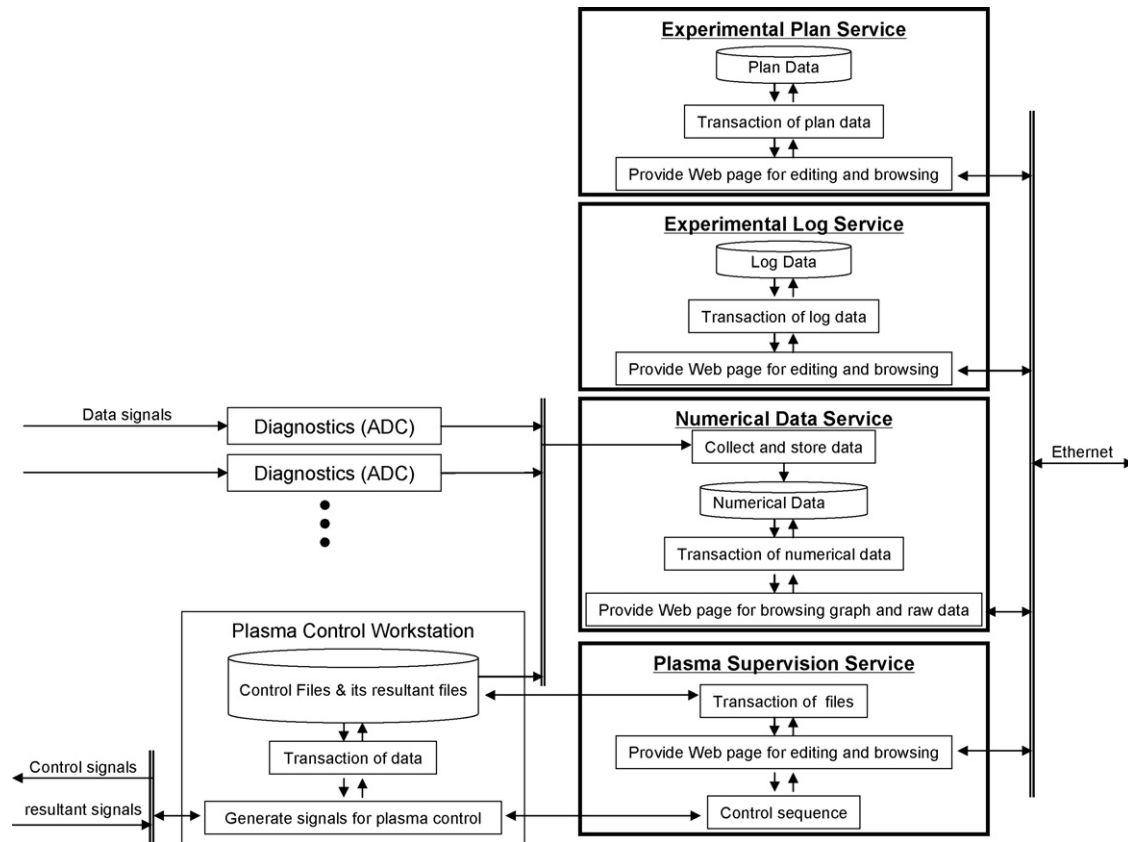 Experimental Plan Service
Plan Data
Transaction of plan data
Provide Web page for editing and browsing
Experimental Log Service
Log Data
Transaction of log data
Provide Web page for editing and browsing
Data signals
Diagnostics (ADC)
Diagnostics (ADC)
Numerical Data Service
Collect and store data
Numerical Data
Transaction of numerical data
Provide Web page for browsing graph and raw data
Ethernet
Plasma Control Workstation
Control Files & its resultant files
Transaction of data
Generate signals for plasma control
Control signals
resultant signals
Plasma Supervision Service
Transaction of files
Provide Web page for editing and browsing
Control sequence